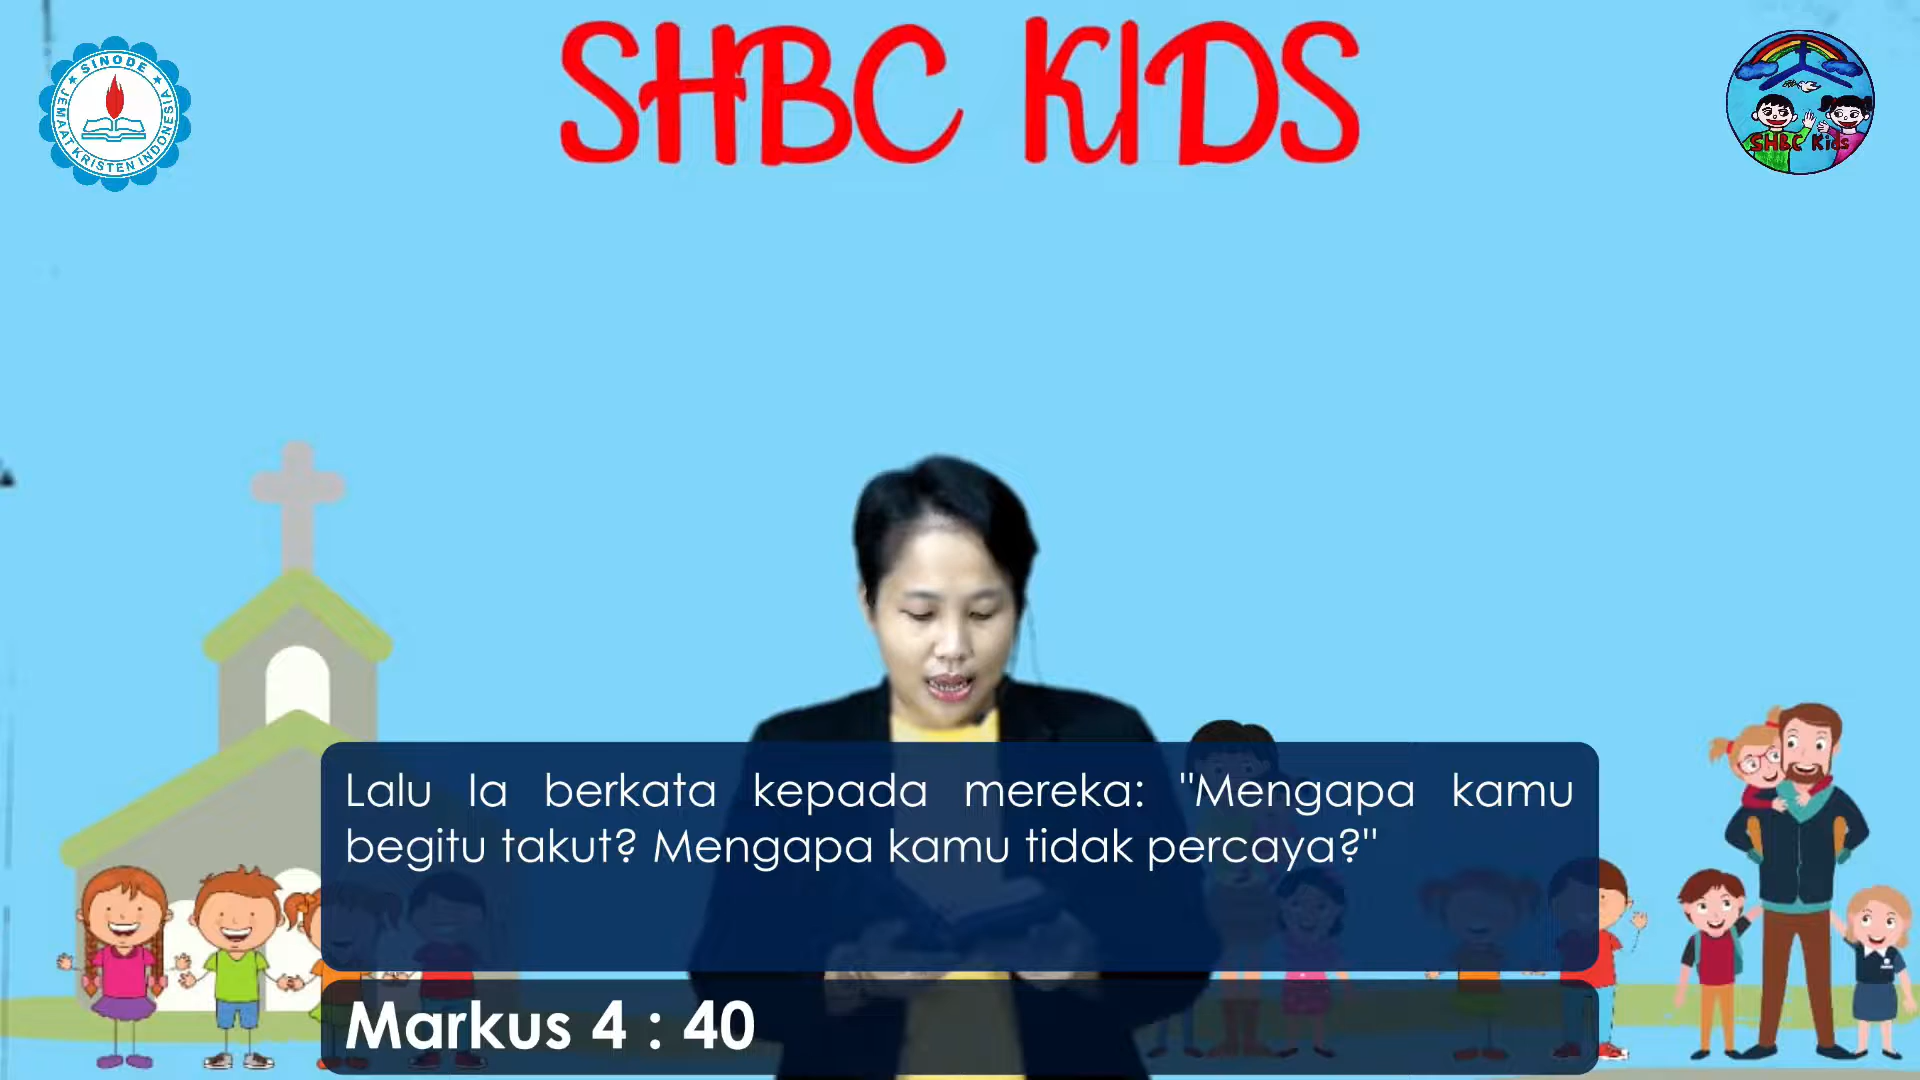 SHBC KIDS
SINODE
JEMAAT KRISTEN INDONESIA
SHBC Kids
Lalu Ia berkata kepada mereka: "Mengapa kamu
begitu takut? Mengapa kamu tidak percaya?"
Markus 4 : 40